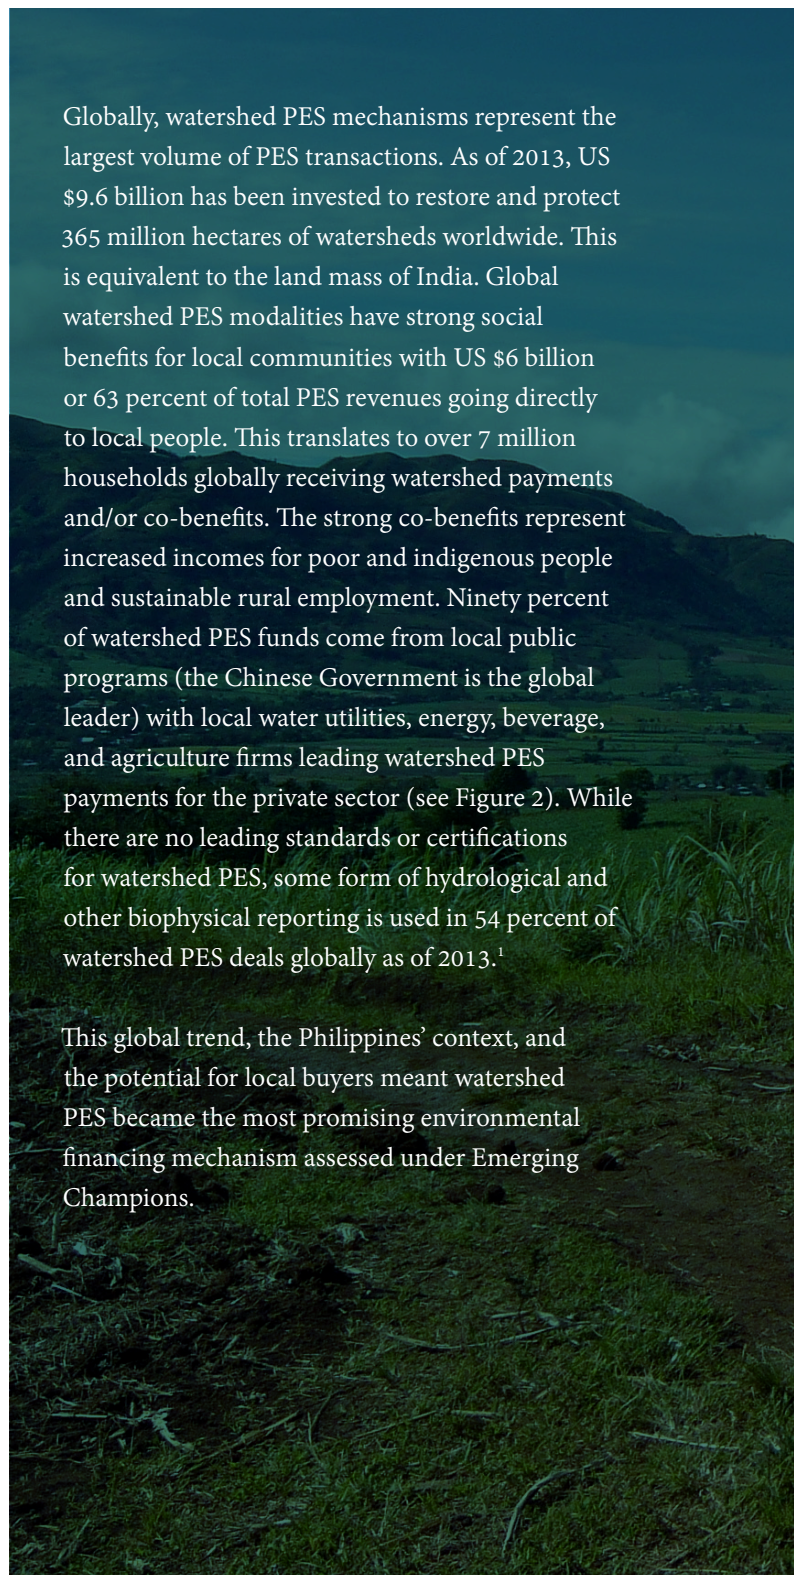 Globally, watershed PES mechanisms represent the
largest volume of PES transactions. As of 2013, US
$9.6 billion has been invested to restore and protect
365 million hectares of watersheds worldwide. This
is equivalent to the land mass of India. Global
watershed PES modalities have strong social
benefits for local communities with US $6 billion
or 63 percent of total PES revenues going directly
to local people. This translates to over 7 million
households globally receiving watershed payments
and/or co-benefits. The strong co-benefits represent
increased incomes for poor and indigenous people
and sustainable rural employment. Ninety percent
of watershed PES funds come from local public
programs (the Chinese Government is the global
leader) with local water utilities, energy, beverage,
and agriculture firms leading watershed PES
payments for the private sector (see Figure 2). While
there are no leading standards or certifications
for watershed PES, some form of hydrological and
other biophysical reporting is used in 54 percent of
watershed PES deals globally as of 2013.¹
This global trend, the Philippines’ context, and
the potential for local buyers meant watershed
PES became the most promising environmental
financing mechanism assessed under Emerging
Champions.